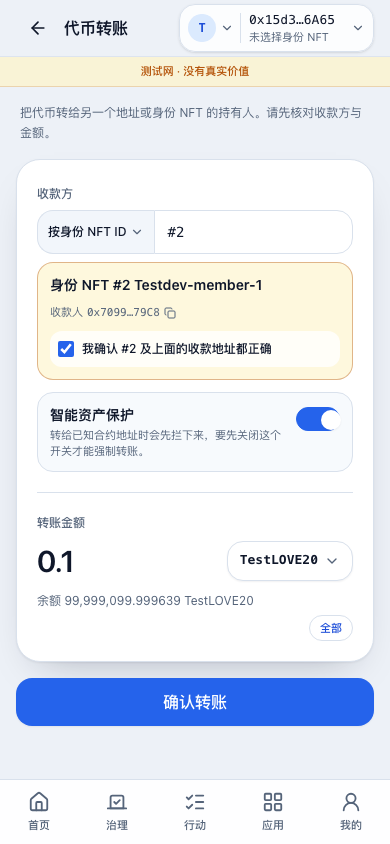 代币转账
T
0x15d3…6A65
未选择身份 NFT
测试网 · 没有真实价值
把代币转给另一个地址或身份 NFT 的持有人。请先核对收款方与
金额。
收款方
按身份 NFT ID
#2
身份 NFT #2 Testdev-member-1
收款人 0x7099…79C8
我确认 #2 及上面的收款地址都正确
智能资产保护
转给已知合约地址时会先拦下来，要先关闭这个
开关才能强制转账。
转账金额
0.1
TestLOVE20
余额 99,999,099.999639 TestLOVE20
全部
确认转账
首页
治理
行动
应用
我的